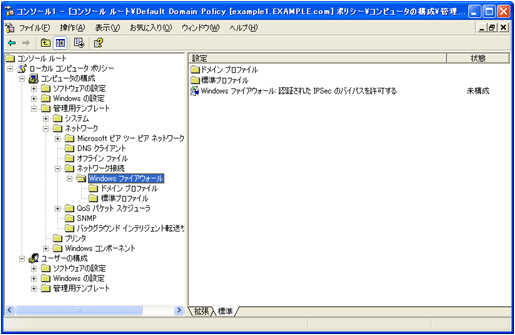 コンソール1 - [コンソール ルート¥Default Domain Policy [example1.EXAMPLE.com] ポリシー¥コンピュータの構成¥管理...
ファイル(F) 操作(A) 表示(V) お気に入り(O) ウィンドウ(W) ヘルプ(H)
コンソール ルート
ローカル コンピュータ ポリシー
コンピュータの構成
ソフトウェアの設定
Windows の設定
管理用テンプレート
システム
ネットワーク
Microsoft ピア ツー ピア ネットワーク
DNS クライアント
オフライン ファイル
ネットワーク接続
Windows ファイアウォール
ドメイン プロファイル
標準プロファイル
QoS パケット スケジューラ
SNMP
バックグラウンド インテリジェント転送サ
プリンタ
Windows コンポーネント
ユーザーの構成
ソフトウェアの設定
Windows の設定
管理用テンプレート
設定 状態
ドメイン プロファイル
標準プロファイル
Windows ファイアウォール: 認証された IPSec のバイパスを許可する 未構成
拡張 標準